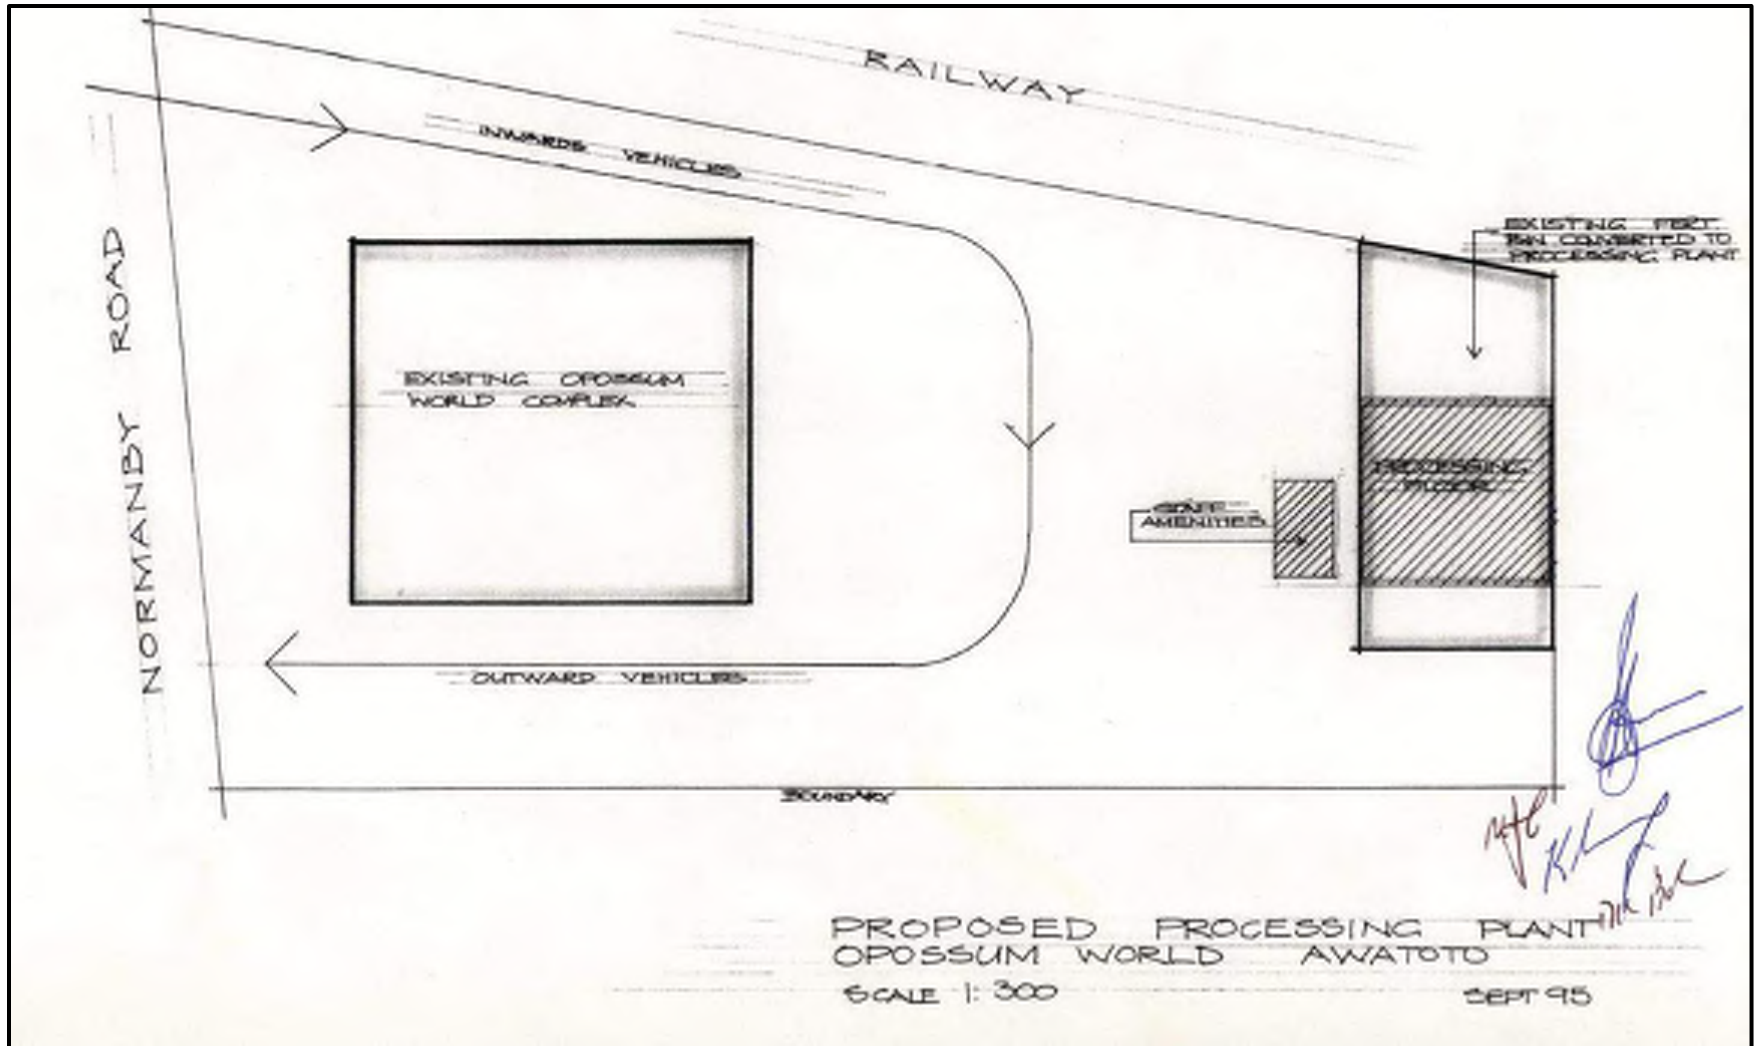 RAILWAY
INWARDS VEHICLES
EXISTING FERT.
BIN CONVERTED TO
PROCESSING PLANT
NORMANBY ROAD
EXISTING OPOSSUM
WORLD COMPLEX
PROCESSING
FLOOR
STAFF
AMENITIES
OUTWARD VEHICLES
BOUNDARY
PROPOSED PROCESSING PLANT
OPOSSUM WORLD AWATOTO
SCALE 1:300
SEPT 95